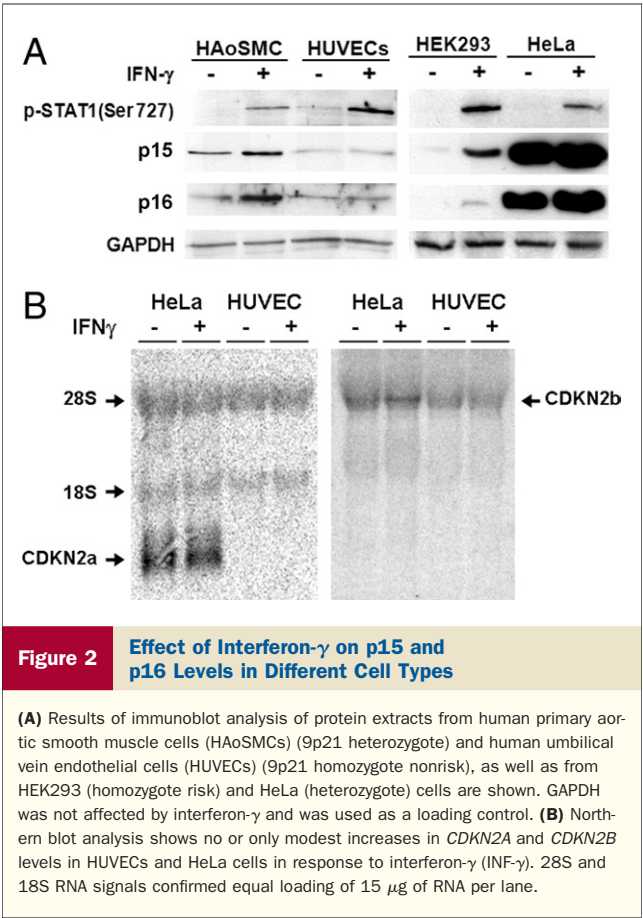 A
HAoSMC HUVECs HEK293 HeLa
IFN-γ - + - + - + - +
p-STAT1(Ser727)
p15
p16
GAPDH
B
HeLa HUVEC HeLa HUVEC
IFNγ - + - + - + - +
28S
CDKN2b
18S
CDKN2a
Figure 2
Effect of Interferon-γ on p15 and
p16 Levels in Different Cell Types
(A) Results of immunoblot analysis of protein extracts from human primary aor-
tic smooth muscle cells (HAoSMCs) (9p21 heterozygote) and human umbilical
vein endothelial cells (HUVECs) (9p21 homozygote nonrisk), as well as from
HEK293 (homozygote risk) and HeLa (heterozygote) cells are shown. GAPDH
was not affected by interferon-γ and was used as a loading control. (B) North-
ern blot analysis shows no or only modest increases in CDKN2A and CDKN2B
levels in HUVECs and HeLa cells in response to interferon-γ (INF-γ). 28S and
18S RNA signals confirmed equal loading of 15 μg of RNA per lane.